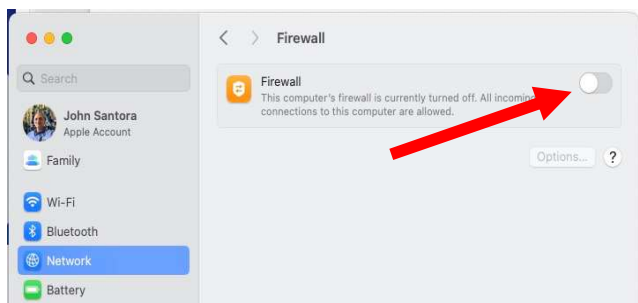 Firewall
Search
Firewall
This computer's firewall is currently turned off. All incoming
connections to this computer are allowed.
John Santora
Apple Account
Family
Options...
?
Wi-Fi
Bluetooth
Network
Battery